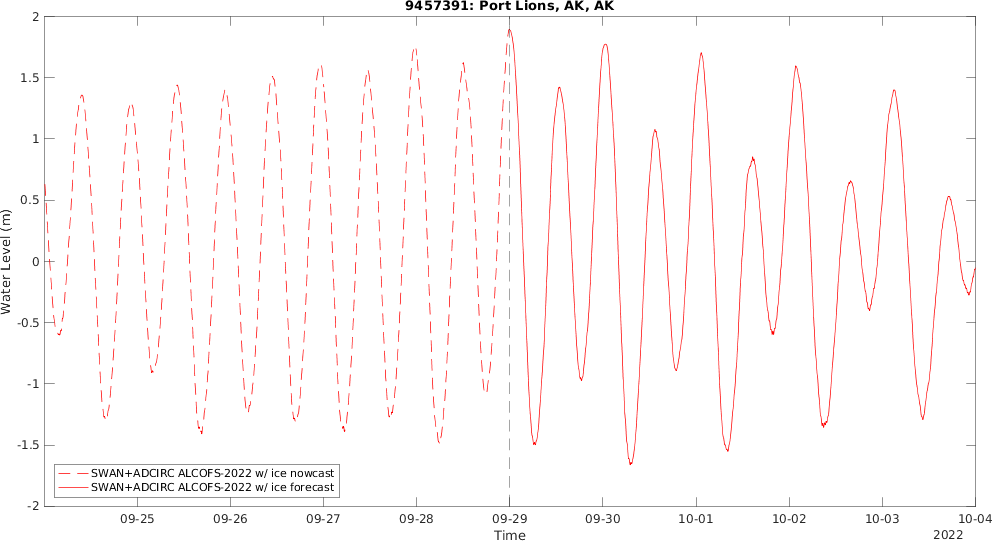 9457391: Port Lions, AK, AK
Water Level (m)
2
1.5
1
0.5
0
-0.5
-1
-1.5
-2
SWAN+ADCIRC ALCOFS-2022 w/ ice nowcast
SWAN+ADCIRC ALCOFS-2022 w/ ice forecast
09-25 09-26 09-27 09-28 09-29 09-30 10-01 10-02 10-03 10-04
Time
2022